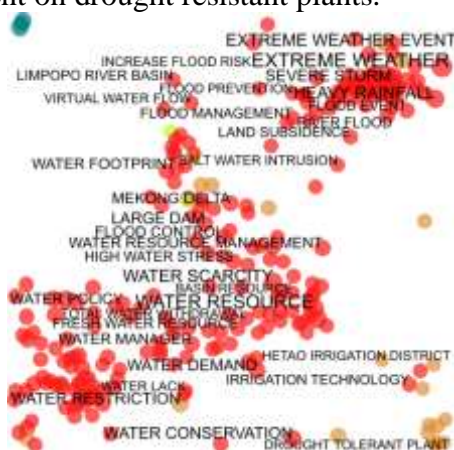 ent on drought resistant plants.
EXTREME WEATHER EVENT
INCREASE FLOOD RISK
EXTREME WEATHER
LIMPOPO RIVER BASIN
SEVERE STORM
FLOOD PREVENTION
HEAVY RAINFALL
VIRTUAL WATER FLOW
FLOOD EVENT
FLOOD MANAGEMENT
RIVER FLOOD
LAND SUBSIDENCE
WATER FOOTPRINT
SALT WATER INTRUSION
MEKONG DELTA
LARGE DAM
FLOOD CONTROL
WATER RESOURCE MANAGEMENT
HIGH WATER STRESS
WATER SCARCITY
BASIN RESOURCE
WATER POLICY
WATER RESOURCE
TOTAL WATER WITHDRAWAL
FRESH WATER RESOURCE
WATER MANAGER
HETAO IRRIGATION DISTRICT
WATER DEMAND
IRRIGATION TECHNOLOGY
WATER LACK
WATER RESTRICTION
WATER CONSERVATION
DROUGHT TOLERANT PLANT